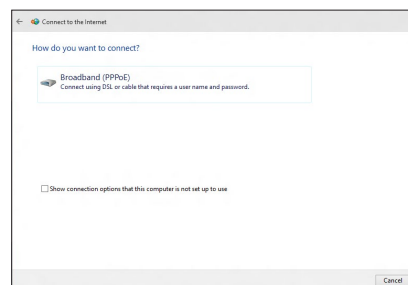 Connect to the Internet
How do you want to connect?
Broadband (PPPoE)
Connect using DSL or cable that requires a user name and password.
Show connection options that this computer is not set up to use
Cancel